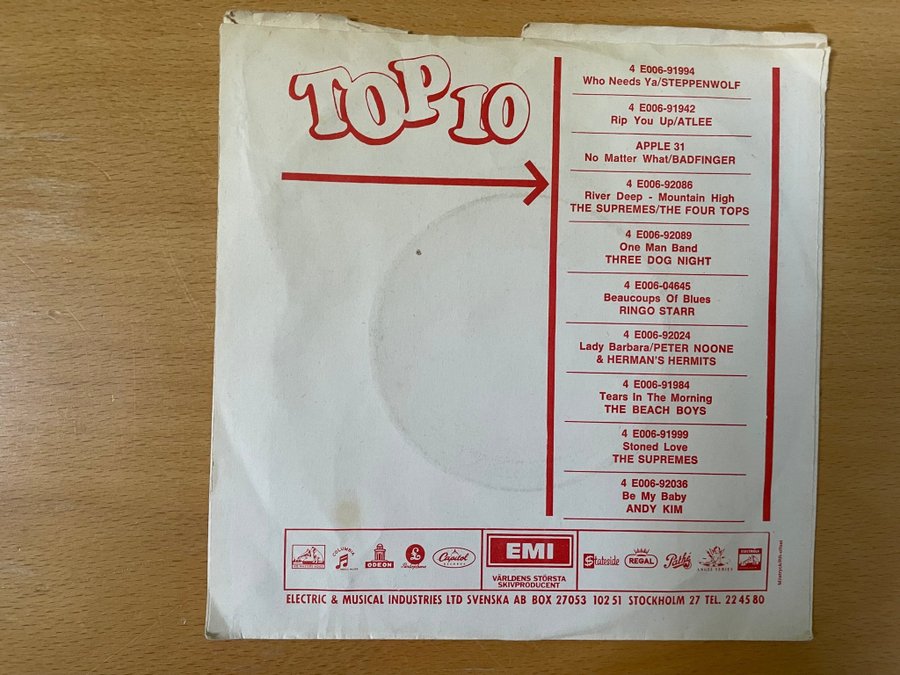 TOP 10
4 E006-91994
Who Needs Ya/STEPPENWOLF
4 E006-91942
Rip You Up/ATLEE
APPLE 31
No Matter What/BADFINGER
4 E006-92086
River Deep - Mountain High
THE SUPREMES/THE FOUR TOPS
4 E006-92089
One Man Band
THREE DOG NIGHT
4 E006-04645
Beaucoups Of Blues
RINGO STARR
4 E006-92024
Lady Barbara/PETER NOONE
& HERMAN'S HERMITS
4 E006-91984
Tears In The Morning
THE BEACH BOYS
4 E006-91999
Stoned Love
THE SUPREMES
4 E006-92036
Be My Baby
ANDY KIM
COLUMBIA
ODEON
Parlophone
Capitol
RECORDS
EMI
VÄRLDENS STÖRSTA
SKIVPRODUCENT
Stateside
REGAL
Pathé
ANGEL SERIES
ELECTROLA
ELECTRIC & MUSICAL INDUSTRIES LTD SVENSKA AB BOX 27053 102 51 STOCKHOLM 27 TEL. 22 45 80